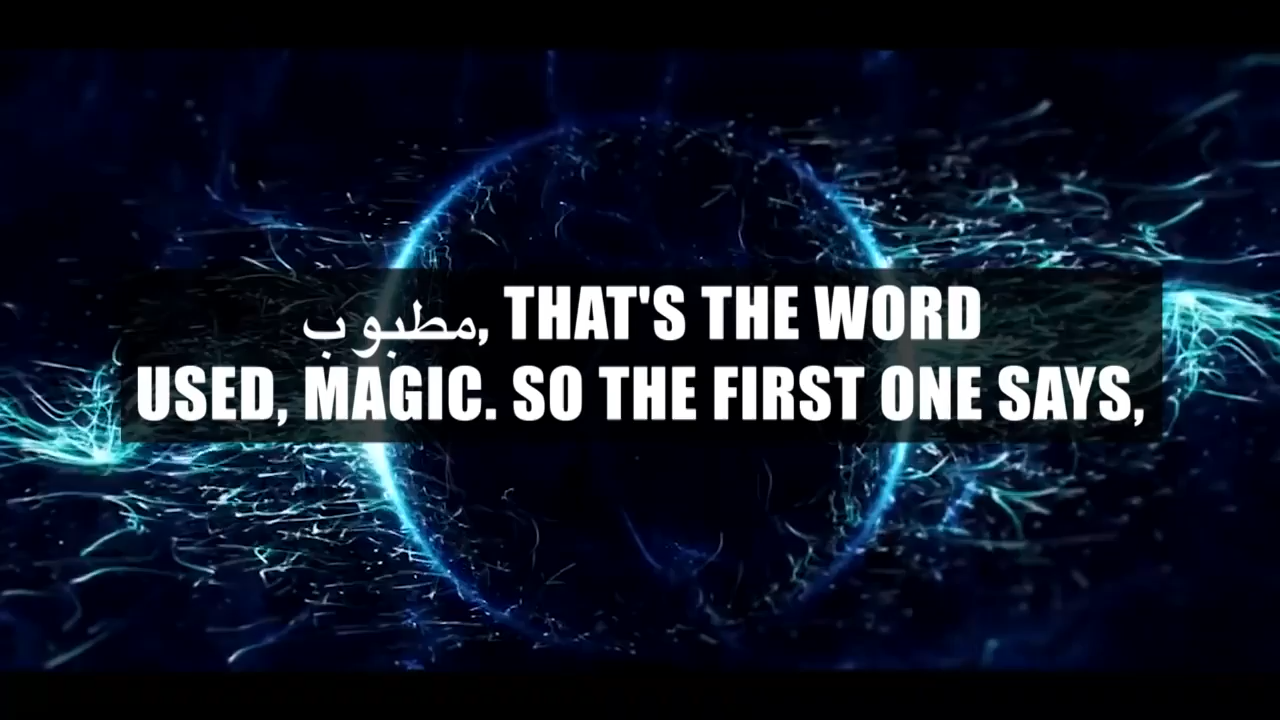 مطبوب, THAT'S THE WORD
USED, MAGIC. SO THE FIRST ONE SAYS,